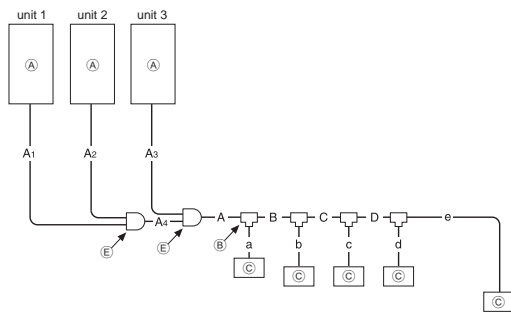 unit 1 unit 2 unit 3
Ⓐ Ⓐ Ⓐ
A1 A2 A3
A4 A B C D e
Ⓔ Ⓔ Ⓑ a b c d
Ⓒ Ⓒ Ⓒ Ⓒ Ⓒ